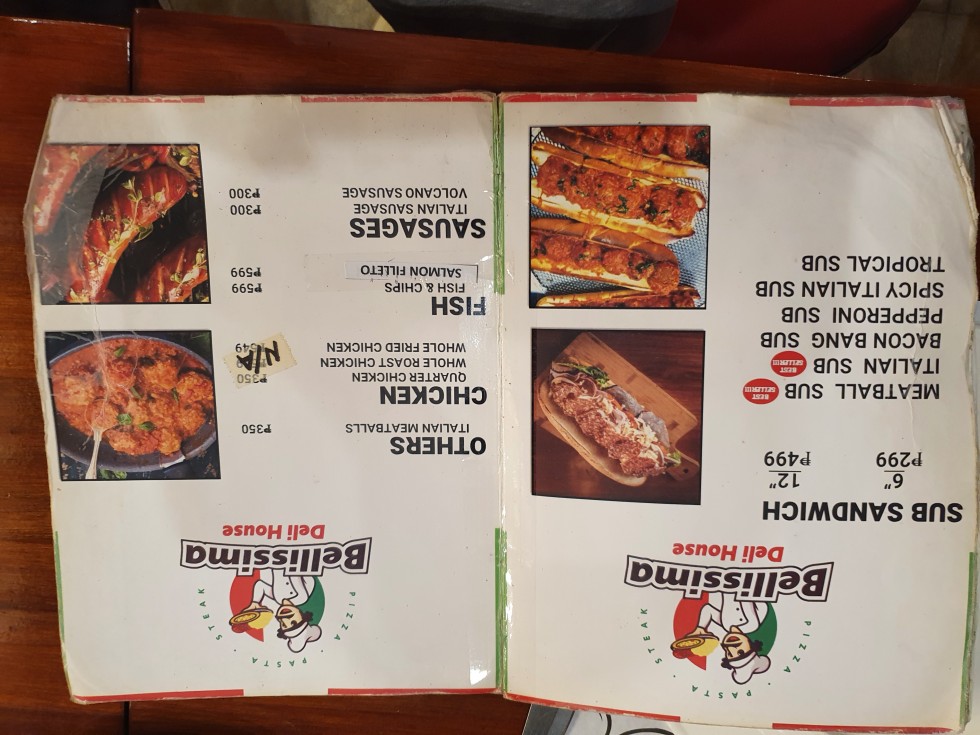 PIZZA · PASTA · STEAK
Bellissima
Deli House
SUB SANDWICH
6" 12"
₱299 ₱499
MEATBALL SUB BEST SELLER!!!
ITALIAN SUB BEST SELLER!!!
BACON BANG SUB
PEPPERONI SUB
SPICY ITALIAN SUB
TROPICAL SUB
PIZZA · PASTA · STEAK
Bellissima
Deli House
OTHERS
ITALIAN MEATBALLS ₱350
CHICKEN
QUARTER CHICKEN ₱350
WHOLE ROAST CHICKEN N/A
WHOLE FRIED CHICKEN ₱549
FISH
FISH & CHIPS ₱599
SALMON FILLETO ₱599
SAUSAGES
ITALIAN SAUSAGE ₱300
VOLCANO SAUSAGE ₱300